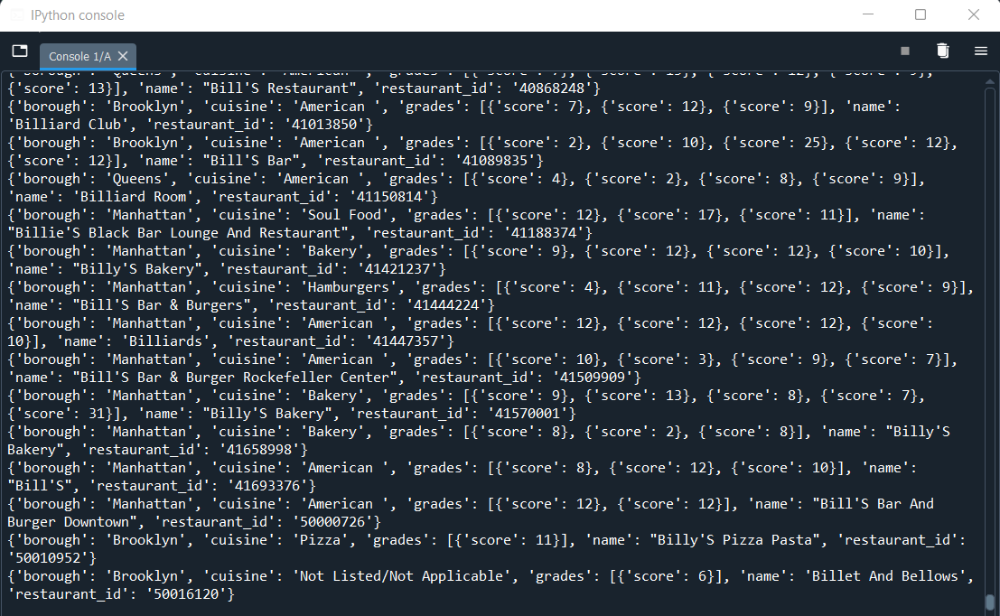 IPython console
Console 1/A
{'borough': 'Queens', 'cuisine': 'American ', 'grades': [{'score': 7}, {'score': 13}, {'score': 12}, {'score': 9},
{'score': 13}], 'name': "Bill'S Restaurant", 'restaurant_id': '40868248'}
{'borough': 'Brooklyn', 'cuisine': 'American ', 'grades': [{'score': 7}, {'score': 12}, {'score': 9}], 'name':
'Billiard Club', 'restaurant_id': '41013850'}
{'borough': 'Brooklyn', 'cuisine': 'American ', 'grades': [{'score': 2}, {'score': 10}, {'score': 25}, {'score': 12},
{'score': 12}], 'name': "Bill'S Bar", 'restaurant_id': '41089835'}
{'borough': 'Queens', 'cuisine': 'American ', 'grades': [{'score': 4}, {'score': 2}, {'score': 8}, {'score': 9}],
'name': 'Billiard Room', 'restaurant_id': '41150814'}
{'borough': 'Manhattan', 'cuisine': 'Soul Food', 'grades': [{'score': 12}, {'score': 17}, {'score': 11}], 'name':
"Billie'S Black Bar Lounge And Restaurant", 'restaurant_id': '41188374'}
{'borough': 'Manhattan', 'cuisine': 'Bakery', 'grades': [{'score': 9}, {'score': 12}, {'score': 12}, {'score': 10}],
'name': "Billy'S Bakery", 'restaurant_id': '41421237'}
{'borough': 'Manhattan', 'cuisine': 'Hamburgers', 'grades': [{'score': 4}, {'score': 11}, {'score': 12}, {'score': 9}],
'name': "Bill'S Bar & Burgers", 'restaurant_id': '41444224'}
{'borough': 'Manhattan', 'cuisine': 'American ', 'grades': [{'score': 12}, {'score': 12}, {'score': 12}, {'score':
10}], 'name': 'Billiards', 'restaurant_id': '41447357'}
{'borough': 'Manhattan', 'cuisine': 'American ', 'grades': [{'score': 10}, {'score': 3}, {'score': 9}, {'score': 7}],
'name': "Bill'S Bar & Burger Rockefeller Center", 'restaurant_id': '41509909'}
{'borough': 'Manhattan', 'cuisine': 'Bakery', 'grades': [{'score': 9}, {'score': 13}, {'score': 8}, {'score': 7},
{'score': 31}], 'name': "Billy'S Bakery", 'restaurant_id': '41570001'}
{'borough': 'Manhattan', 'cuisine': 'Bakery', 'grades': [{'score': 8}, {'score': 2}, {'score': 8}], 'name': "Billy'S
Bakery", 'restaurant_id': '41658998'}
{'borough': 'Manhattan', 'cuisine': 'American ', 'grades': [{'score': 8}, {'score': 12}, {'score': 10}], 'name':
"Bill'S", 'restaurant_id': '41693376'}
{'borough': 'Manhattan', 'cuisine': 'American ', 'grades': [{'score': 12}, {'score': 12}], 'name': "Bill'S Bar And
Burger Downtown", 'restaurant_id': '50000726'}
{'borough': 'Brooklyn', 'cuisine': 'Pizza', 'grades': [{'score': 11}], 'name': "Billy'S Pizza Pasta", 'restaurant_id':
'50010952'}
{'borough': 'Brooklyn', 'cuisine': 'Not Listed/Not Applicable', 'grades': [{'score': 6}], 'name': 'Billet And Bellows',
'restaurant_id': '50016120'}